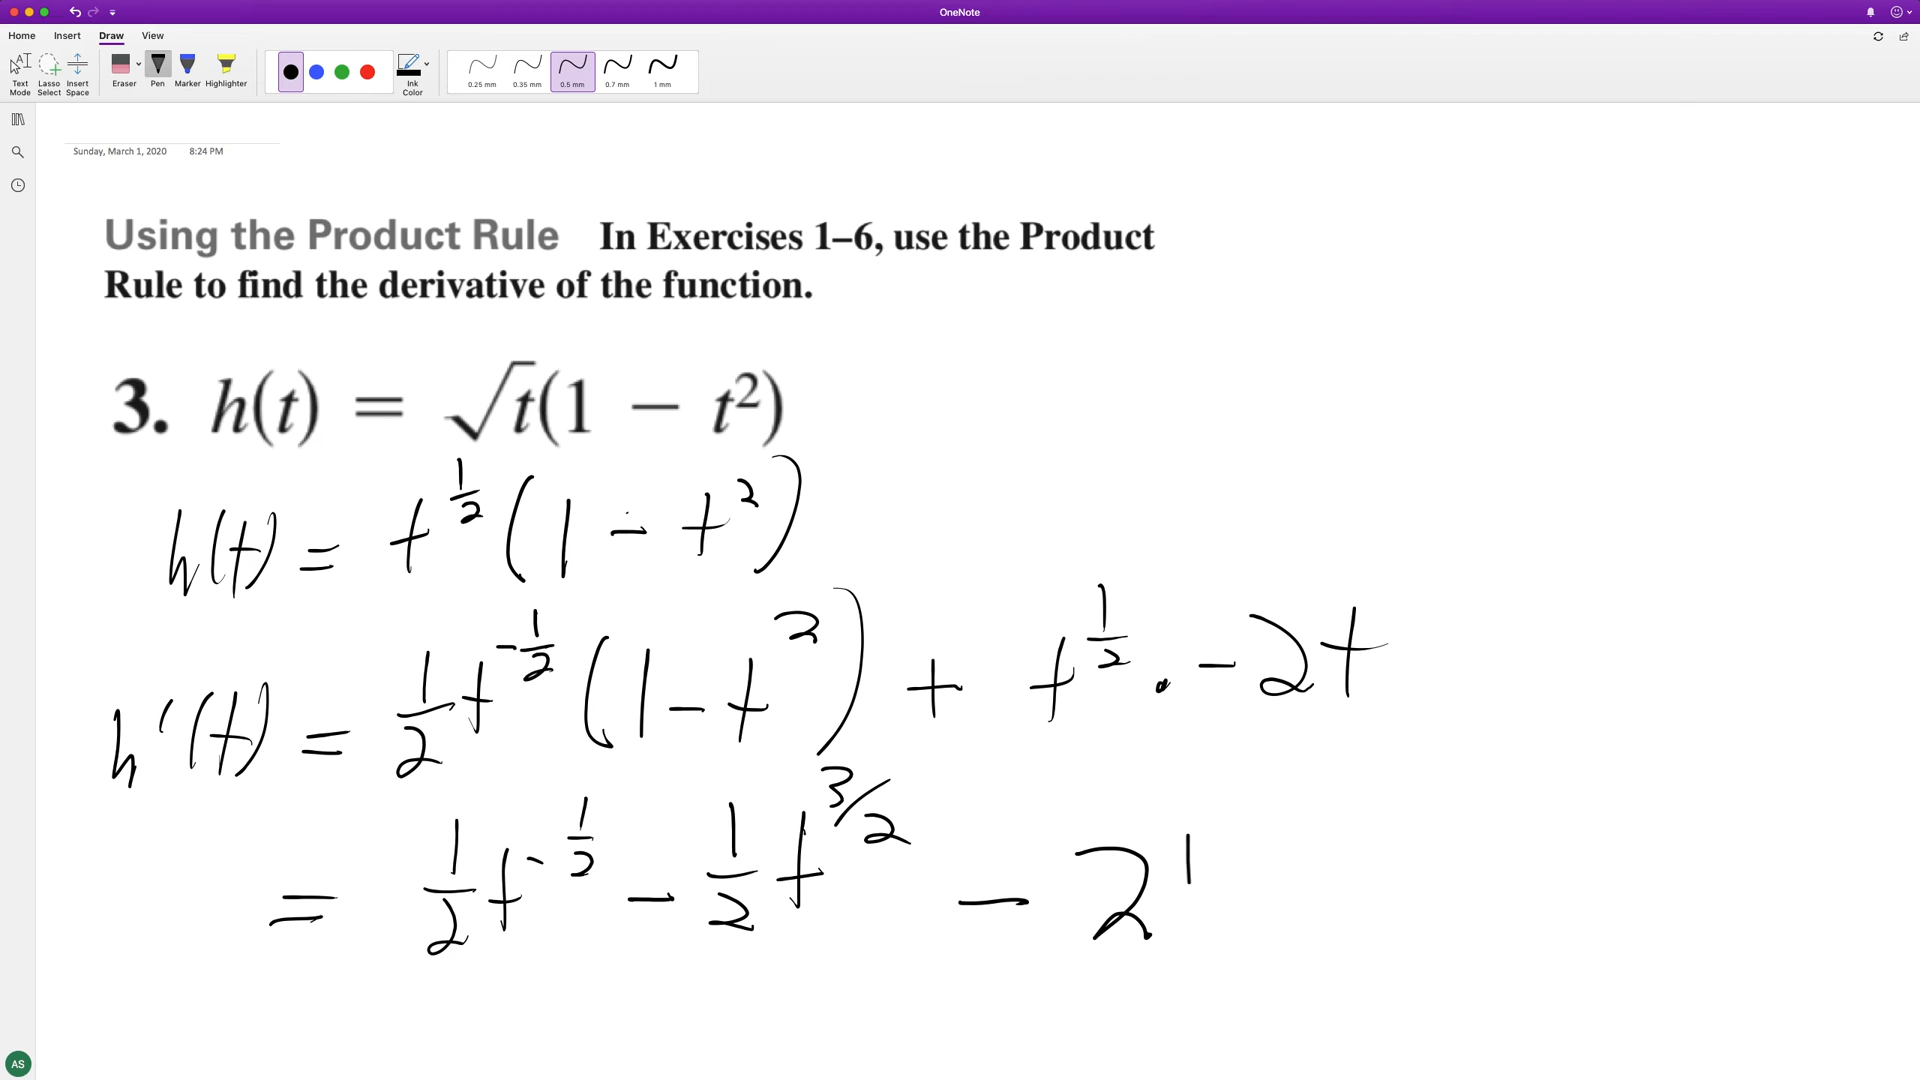 OneNote
Home Insert Draw View
Text Mode Lasso Select Insert Space Eraser Pen Marker Highlighter Ink Color 0.25 mm 0.35 mm 0.5 mm 0.7 mm 1 mm
Sunday, March 1, 2020 8:24 PM
Using the Product Rule In Exercises 1–6, use the Product
Rule to find the derivative of the function.
3. h(t) = √t(1 − t²)
h(t) = t^{1/2} (1 - t²)
h'(t) = 1/2 t^{-1/2} (1 - t²) + t^{1/2} · -2t
= 1/2 t^{-1/2} - 1/2 t^{3/2} - 2
AS